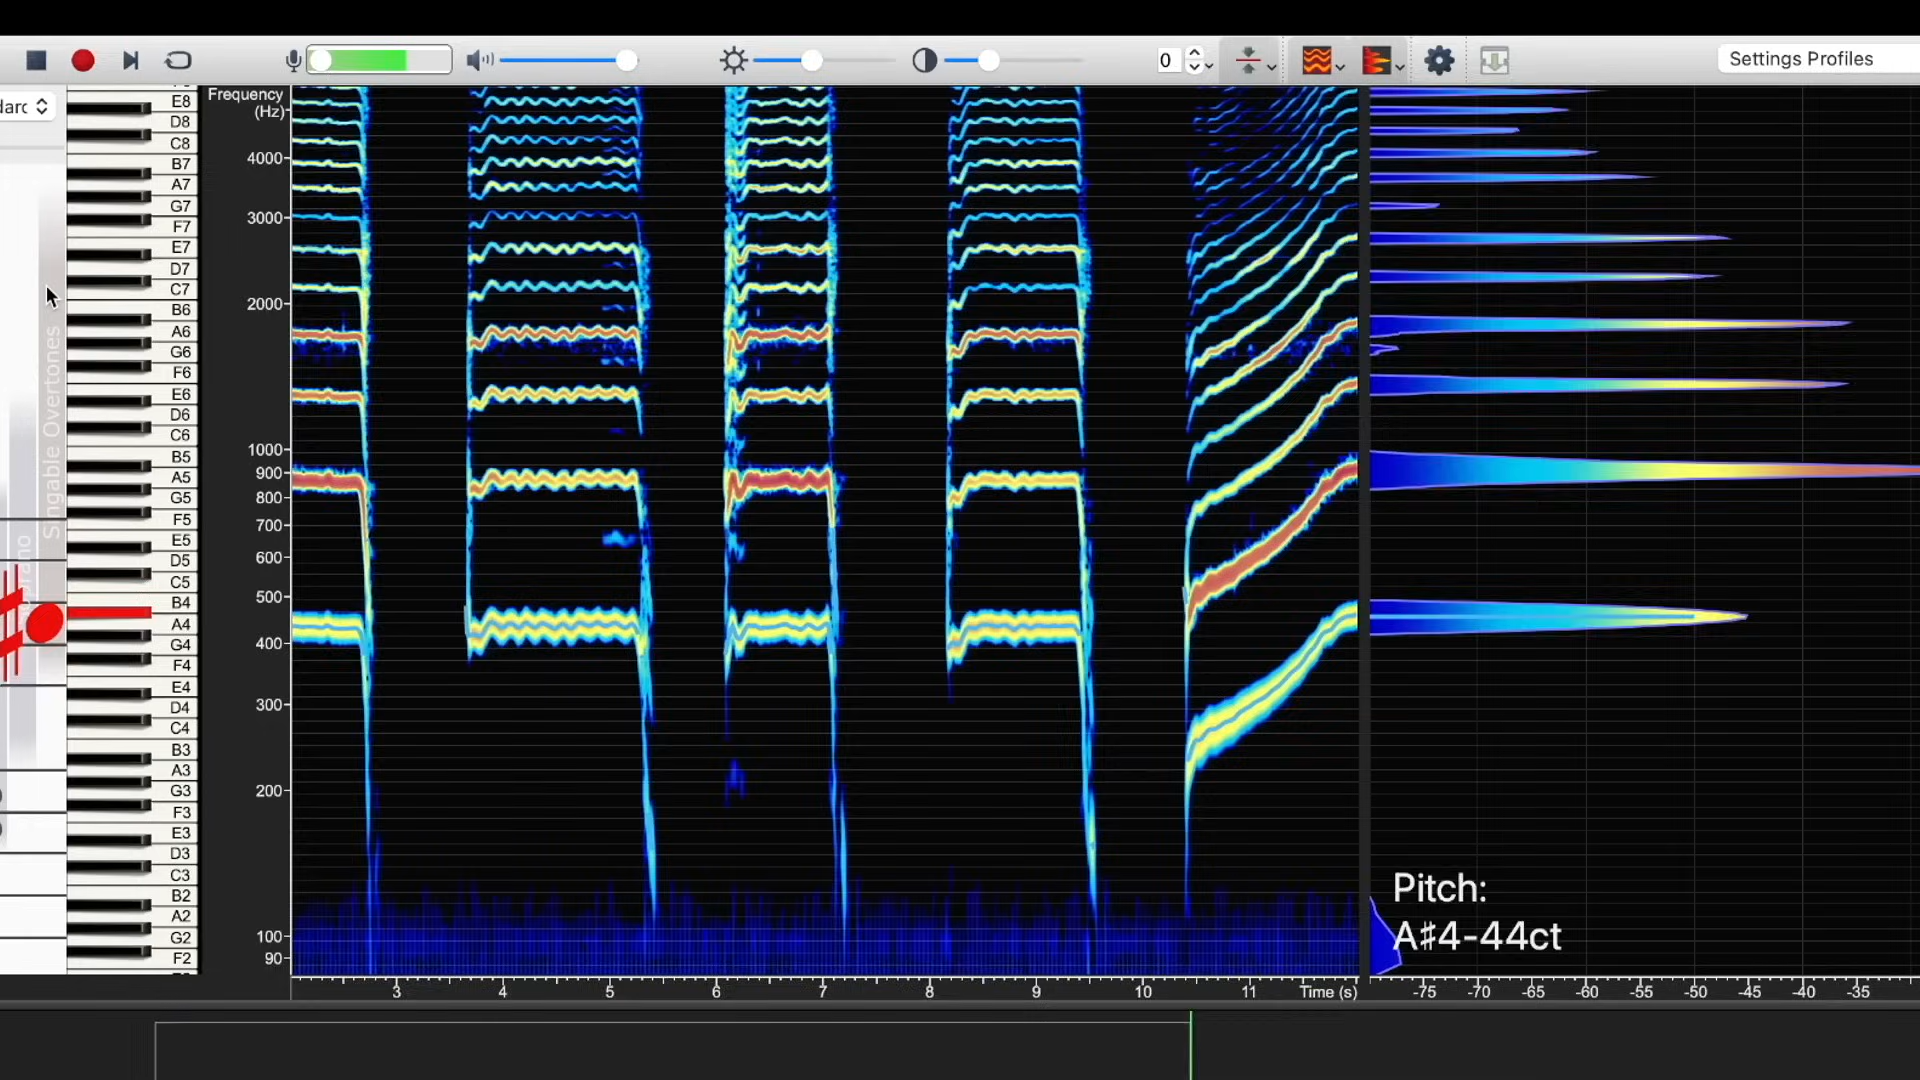 0
Settings Profiles
darc
Frequency
(Hz)
4000
3000
2000
1000
900
800
700
600
500
400
300
200
100
90
E8
D8
C8
B7
A7
G7
F7
E7
D7
C7
B6
A6
G6
F6
E6
D6
C6
B5
A5
G5
F5
E5
D5
C5
B4
A4
G4
F4
E4
D4
C4
B3
A3
G3
F3
E3
D3
C3
B2
A2
G2
F2
Sngable Overtones
Pitch:
A♯4-44ct
3 4 5 6 7 8 9 10 11 Time (s)
-75 -70 -65 -60 -55 -50 -45 -40 -35